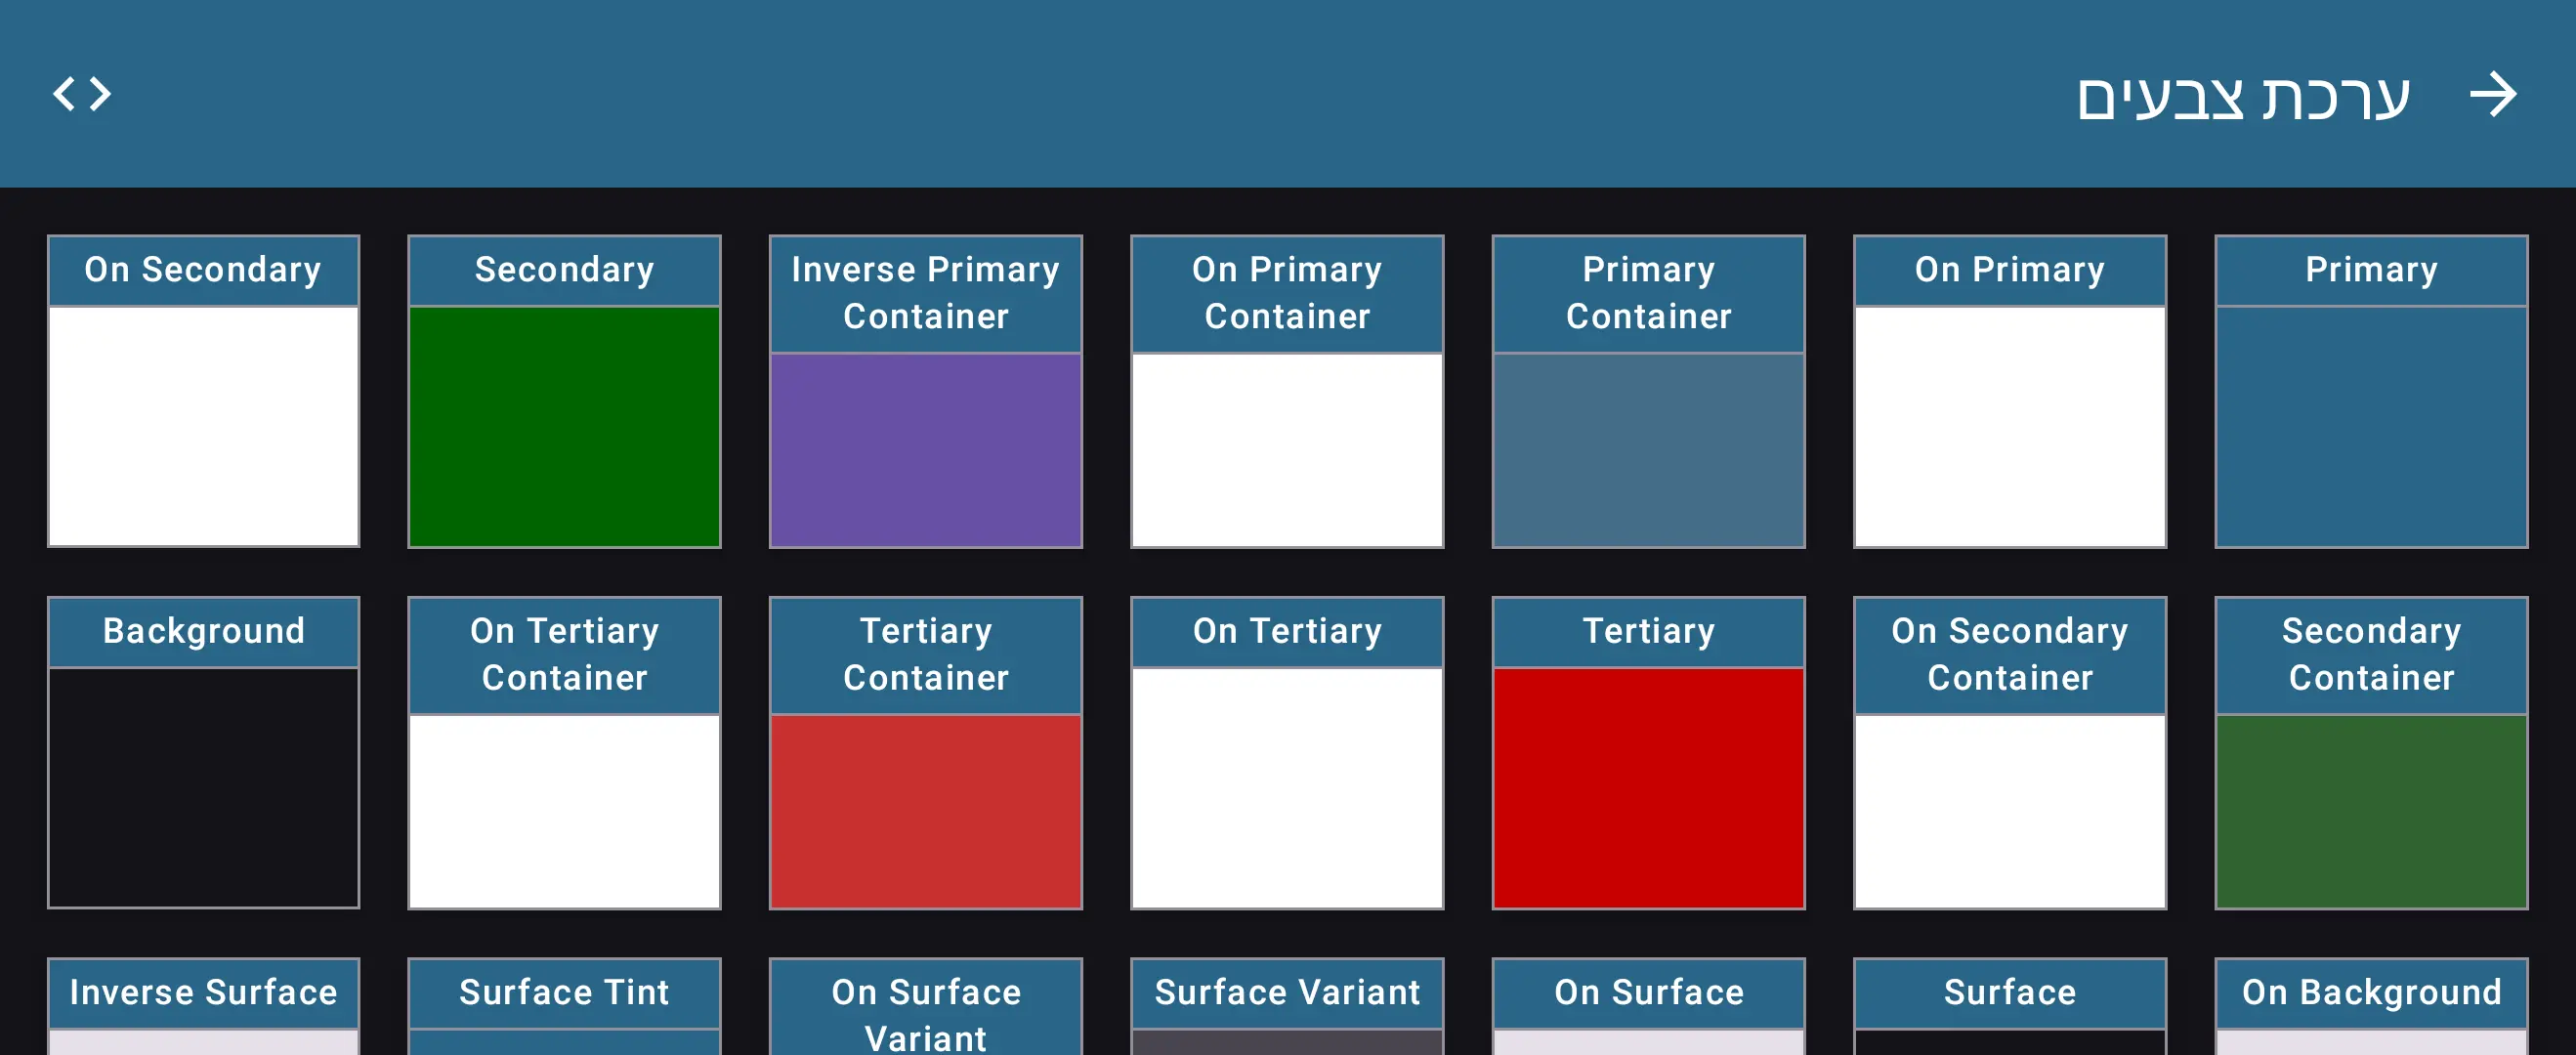 ערכת צבעים
Primary
On Primary
Primary
Container
On Primary
Container
Inverse Primary
Container
Secondary
On Secondary
Secondary
Container
On Secondary
Container
Tertiary
On Tertiary
Tertiary
Container
On Tertiary
Container
Background
On Background
Surface
On Surface
Surface Variant
On Surface
Variant
Surface Tint
Inverse Surface